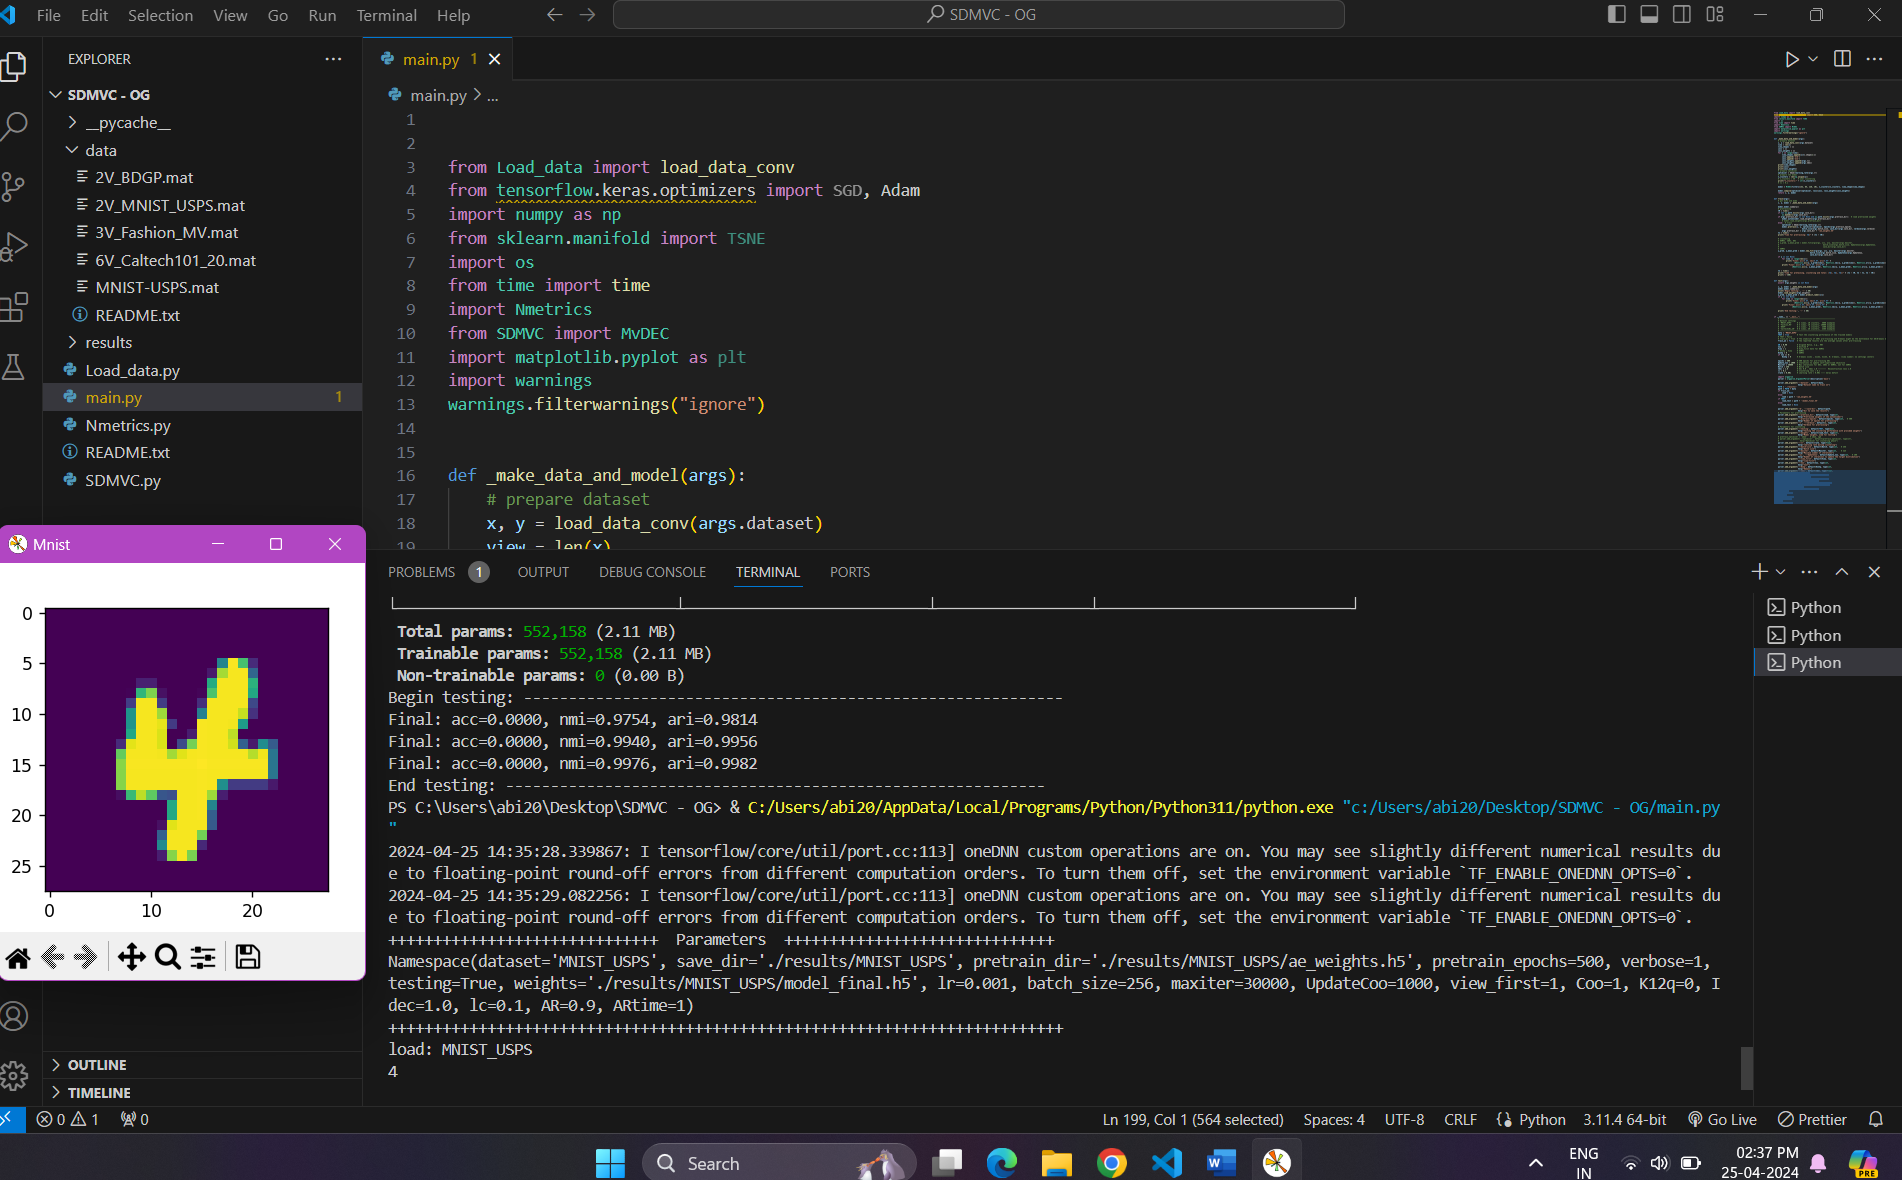 File Edit Selection View Go Run Terminal Help
SDMVC - OG
EXPLORER
SDMVC - OG
__pycache__
data
2V_BDGP.mat
2V_MNIST_USPS.mat
3V_Fashion_MV.mat
6V_Caltech101_20.mat
MNIST-USPS.mat
README.txt
results
Load_data.py
main.py 1
Nmetrics.py
README.txt
SDMVC.py
main.py 1
main.py > ...
1
2
3 from Load_data import load_data_conv
4 from tensorflow.keras.optimizers import SGD, Adam
5 import numpy as np
6 from sklearn.manifold import TSNE
7 import os
8 from time import time
9 import Nmetrics
10 from SDMVC import MvDEC
11 import matplotlib.pyplot as plt
12 import warnings
13 warnings.filterwarnings("ignore")
14
15
16 def _make_data_and_model(args):
17 # prepare dataset
18 x, y = load_data_conv(args.dataset)
19 view = len(x)
Mnist
0
5
10
15
20
25
0 10 20
PROBLEMS 1 OUTPUT DEBUG CONSOLE TERMINAL PORTS
Total params: 552,158 (2.11 MB)
Trainable params: 552,158 (2.11 MB)
Non-trainable params: 0 (0.00 B)
Begin testing: ------------------------------------------------------------
Final: acc=0.0000, nmi=0.9754, ari=0.9814
Final: acc=0.0000, nmi=0.9940, ari=0.9956
Final: acc=0.0000, nmi=0.9976, ari=0.9982
End testing: ------------------------------------------------------------
PS C:\Users\abi20\Desktop\SDMVC - OG> & C:/Users/abi20/AppData/Local/Programs/Python/Python311/python.exe "c:/Users/abi20/Desktop/SDMVC - OG/main.py
"
2024-04-25 14:35:28.339867: I tensorflow/core/util/port.cc:113] oneDNN custom operations are on. You may see slightly different numerical results du
e to floating-point round-off errors from different computation orders. To turn them off, set the environment variable `TF_ENABLE_ONEDNN_OPTS=0`.
2024-04-25 14:35:29.082256: I tensorflow/core/util/port.cc:113] oneDNN custom operations are on. You may see slightly different numerical results du
e to floating-point round-off errors from different computation orders. To turn them off, set the environment variable `TF_ENABLE_ONEDNN_OPTS=0`.
++++++++++++++++++++++++++++++ Parameters ++++++++++++++++++++++++++++++
Namespace(dataset='MNIST_USPS', save_dir='./results/MNIST_USPS', pretrain_dir='./results/MNIST_USPS/ae_weights.h5', pretrain_epochs=500, verbose=1,
testing=True, weights='./results/MNIST_USPS/model_final.h5', lr=0.001, batch_size=256, maxiter=30000, UpdateCoo=1000, view_first=1, Coo=1, K12q=0, I
dec=1.0, lc=0.1, AR=0.9, ARtime=1)
+++++++++++++++++++++++++++++++++++++++++++++++++++++++++++++++++++++++++++
load: MNIST_USPS
4
Python
Python
Python
OUTLINE
TIMELINE
0 1 0
Ln 199, Col 1 (564 selected) Spaces: 4 UTF-8 CRLF Python 3.11.4 64-bit Go Live Prettier
Search
ENG
IN
02:37 PM
25-04-2024
PRE